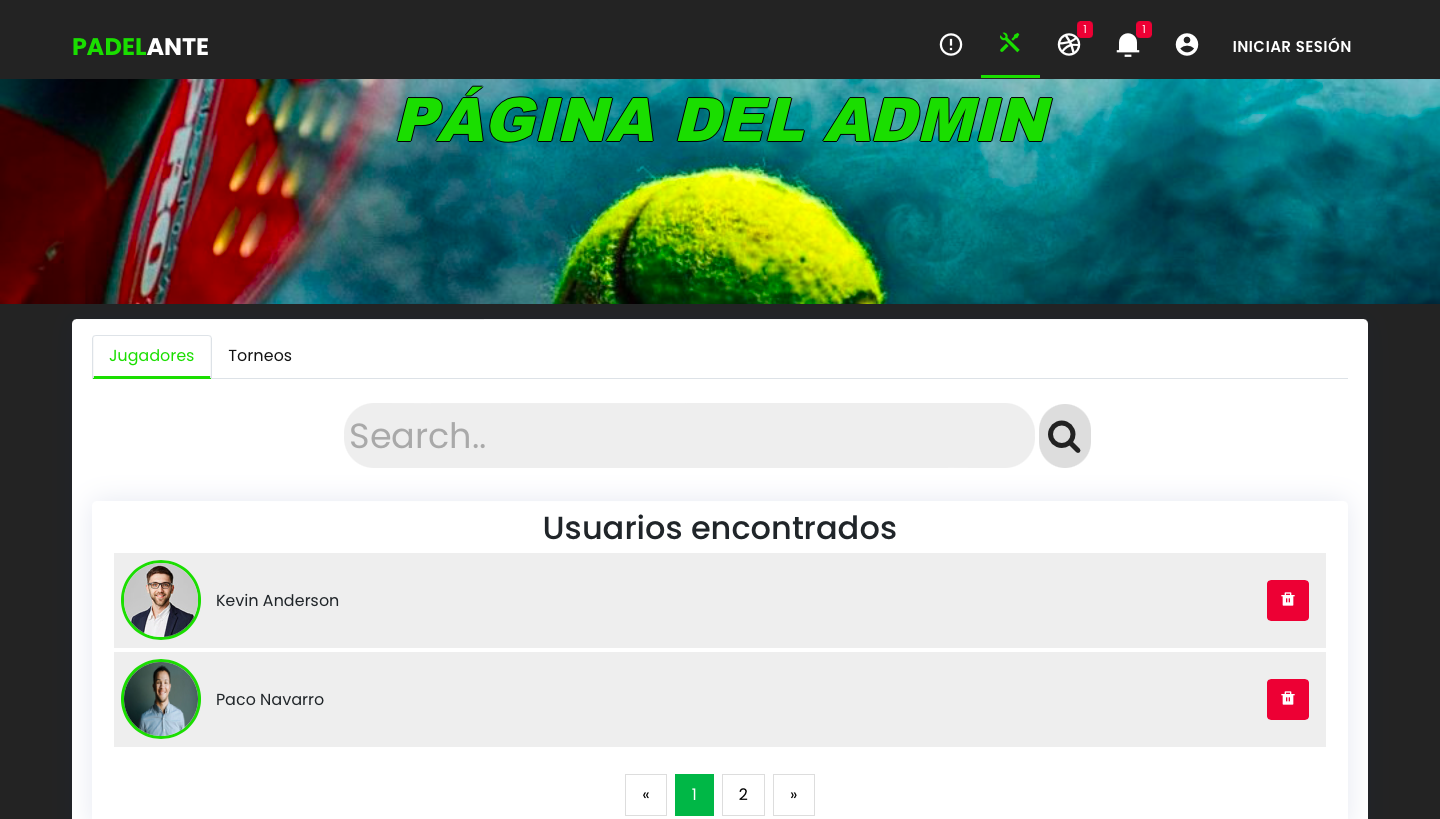 PADELANTE
1
1
INICIAR SESIÓN
PÁGINA DEL ADMIN
Jugadores
Torneos
Search..
Usuarios encontrados
Kevin Anderson
Paco Navarro
« 1 2 »